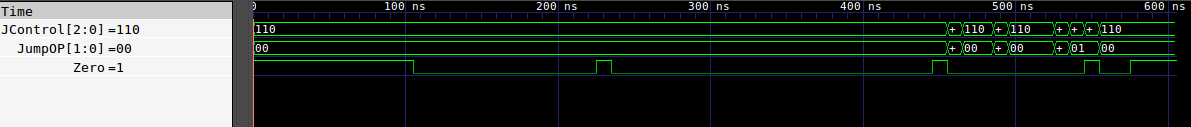 Time
0 100 ns 200 ns 300 ns 400 ns 500 ns 600 ns
JControl[2:0]=110 110 + 110 + 110 + + + 110
JumpOP[1:0]=00 00 + 00 + 00 + 01 00
Zero=1